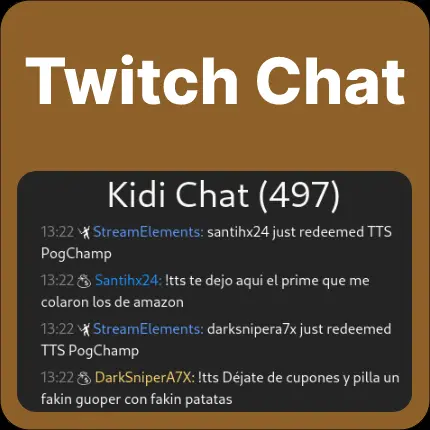 Twitch Chat
Kidi Chat (497)
13:22 StreamElements: santihx24 just redeemed TTS
PogChamp
13:22 Santihx24: !tts te dejo aqui el prime que me
colaron los de amazon
13:22 StreamElements: darksnipera7x just redeemed
TTS PogChamp
13:22 DarkSniperA7X: !tts Déjate de cupones y pilla un
fakin guoper con fakin patatas